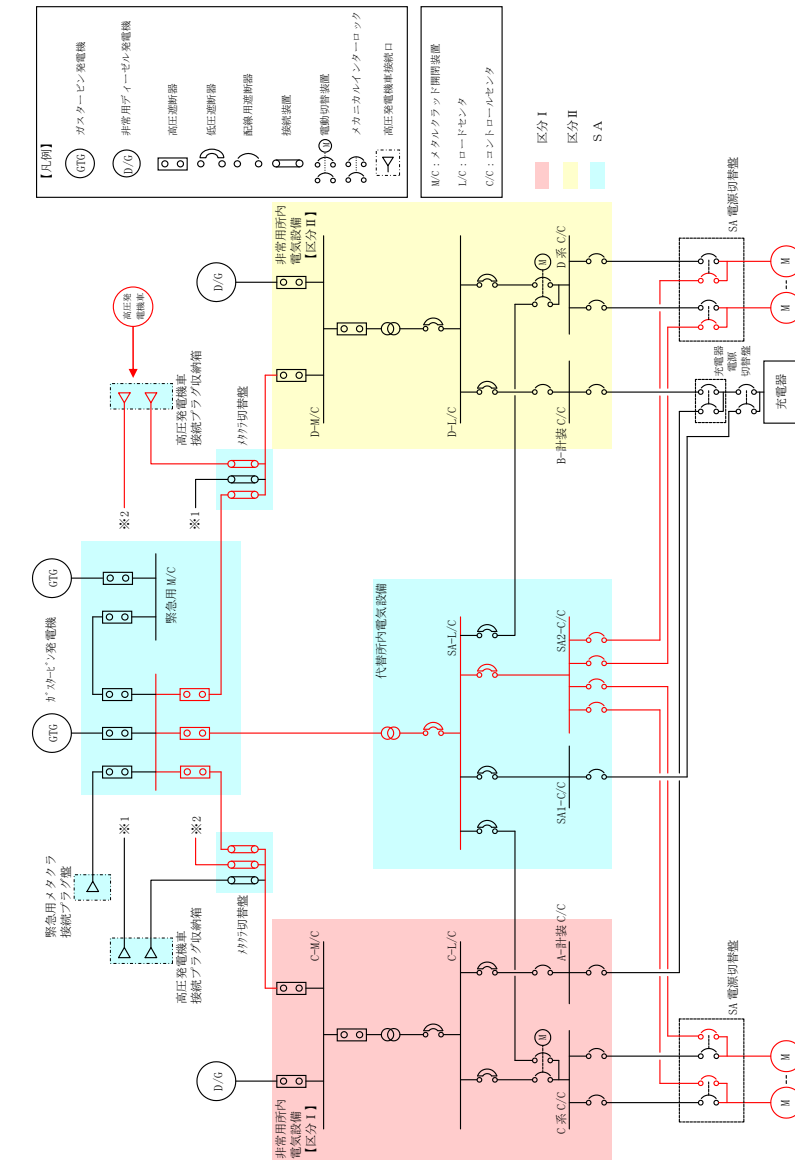 【凡例】
GTG
ガスタービン発電機
D/G
非常用ディーゼル発電機
高圧遮断器
低圧遮断器
配線用遮断器
接続装置
M
電動切替装置
メカニカルインターロック
高圧発電機車接続口
M/C：メタルクラッド開閉装置
L/C：ロードセンタ
C/C：コントロールセンタ
区分Ⅰ
区分Ⅱ
SA
緊急用メタクラ
接続プラグ盤
ｶﾞｽﾀｰﾋﾞﾝ発電機
GTG
GTG
緊急用 M/C
高圧発
電機車
高圧発電機車
接続プラグ収納箱
※1
※2
高圧発電機車
接続プラグ収納箱
※2
※1
ﾒﾀｸﾗ切替盤
ﾒﾀｸﾗ切替盤
D/G
非常用所内
電気設備
【区分Ⅰ】
C-M/C
C-L/C
M
C系 C/C
A-計装 C/C
代替所内電気設備
SA-L/C
SA1-C/C
SA2-C/C
D/G
非常用所内
電気設備
【区分Ⅱ】
D-M/C
D-L/C
M
B-計装 C/C
D系 C/C
SA 電源切替盤
M
M
充電器
電源
切替盤
充電器
SA 電源切替盤
M
M